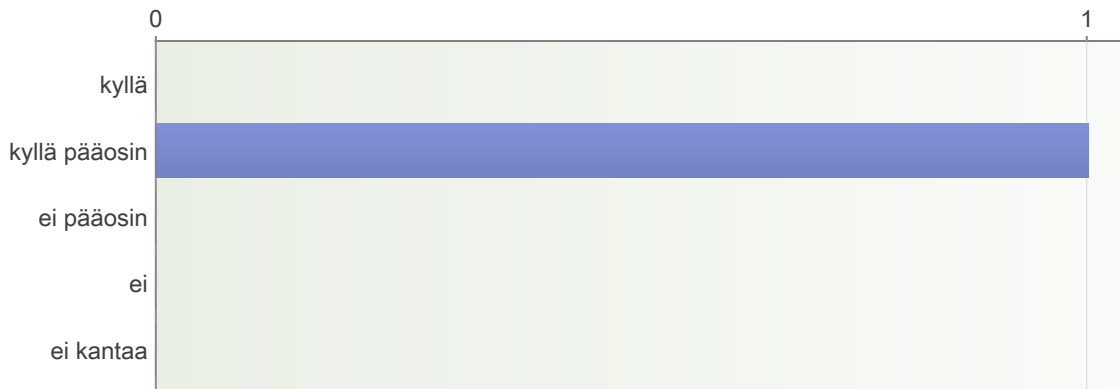 0 1
kyllä
kyllä pääosin
ei pääosin
ei
ei kantaa